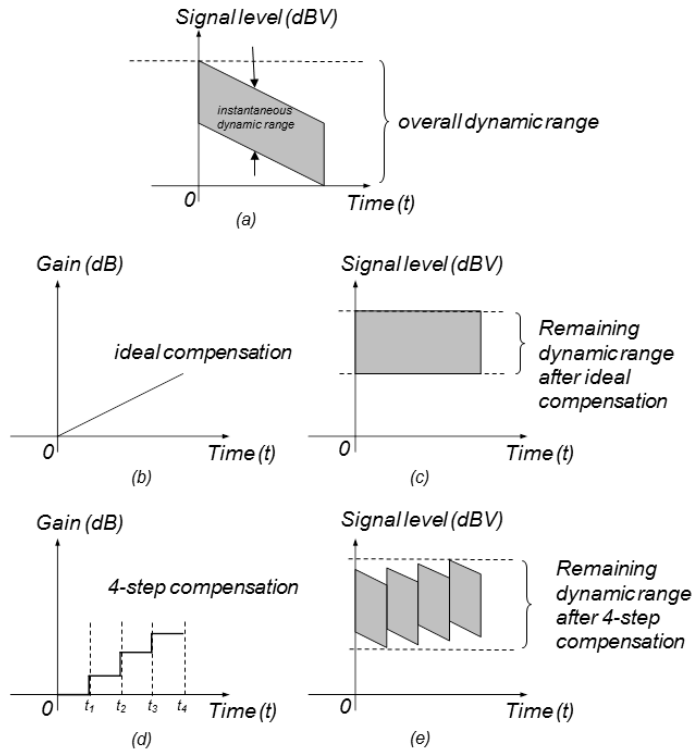 Signal level (dBV)
instantaneous
dynamic range
overall dynamic range
0
Time (t)
(a)
Gain (dB)
ideal compensation
0
Time (t)
(b)
Signal level (dBV)
Remaining
dynamic range
after ideal
compensation
0
Time (t)
(c)
Gain (dB)
4-step compensation
0
t1
t2
t3
t4
Time (t)
(d)
Signal level (dBV)
Remaining
dynamic range
after 4-step
compensation
0
Time (t)
(e)